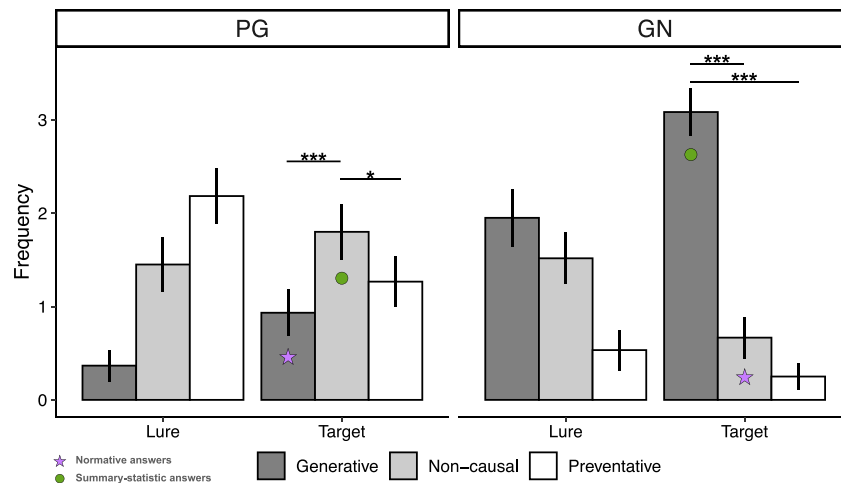 PG GN
*** ***
***
*** *
3
2
1
0
Frequency
Lure Target Lure Target
Normative answers
Summary-statistic answers
Generative Non-causal Preventative